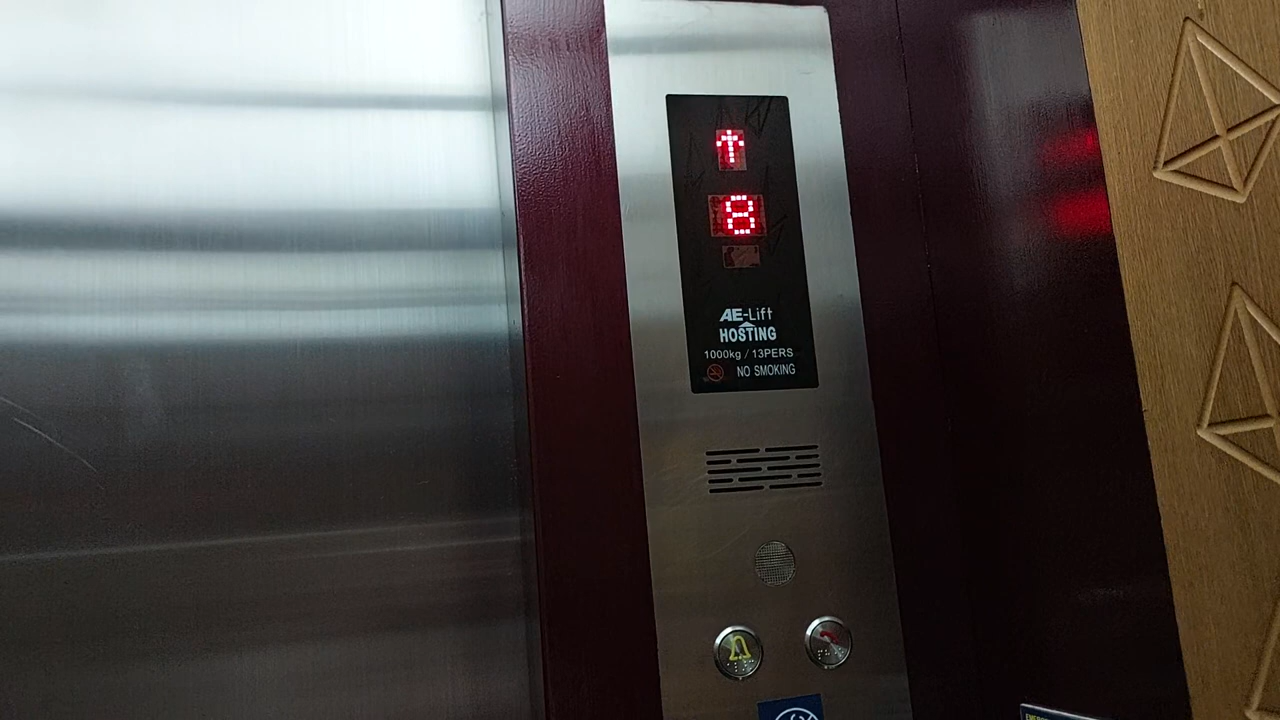 ↑
8
AE-Lift
HOSTING
1000kg / 13PERS
NO SMOKING